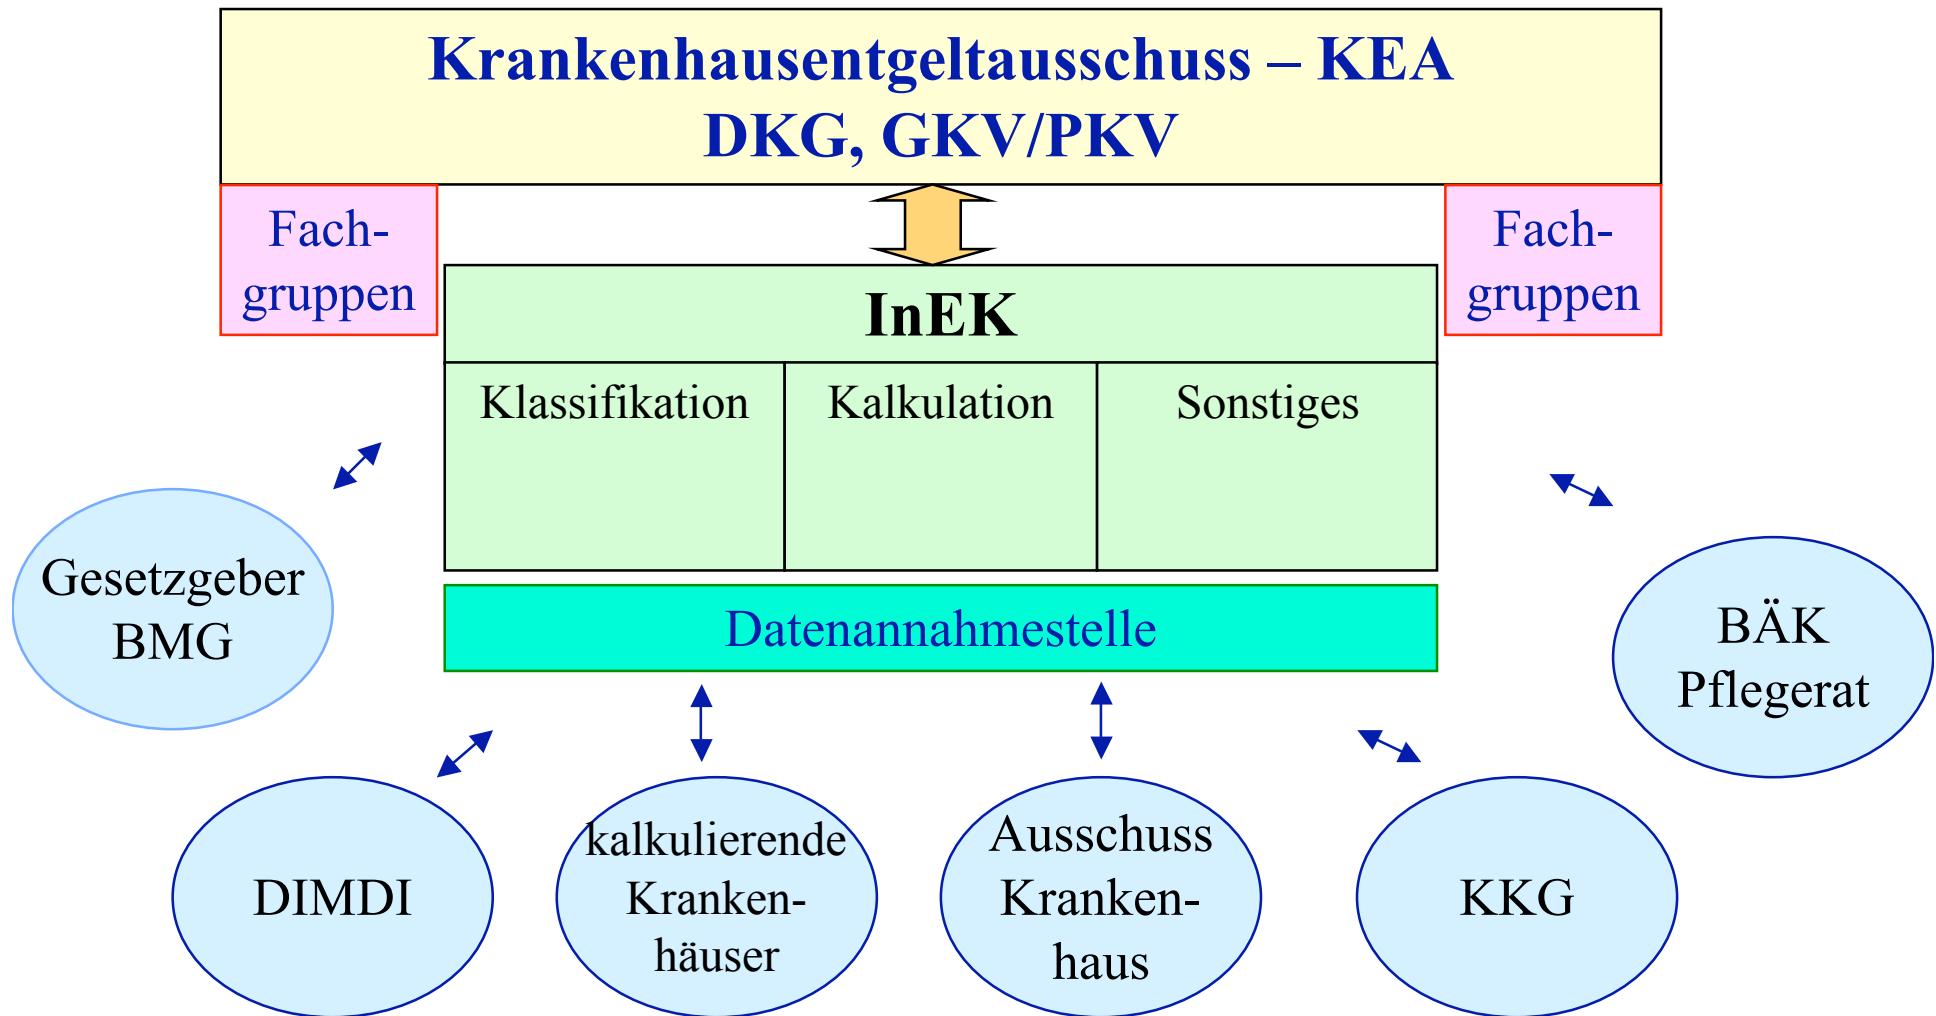 Krankenhausentgeltausschuss – KEA
DKG, GKV/PKV
Fach-
gruppen
Fach-
gruppen
InEK
Klassifikation
Kalkulation
Sonstiges
Datenannahmestelle
Gesetzgeber
BMG
BÄK
Pflegerat
DIMDI
kalkulierende
Kranken-
häuser
Ausschuss
Kranken-
haus
KKG